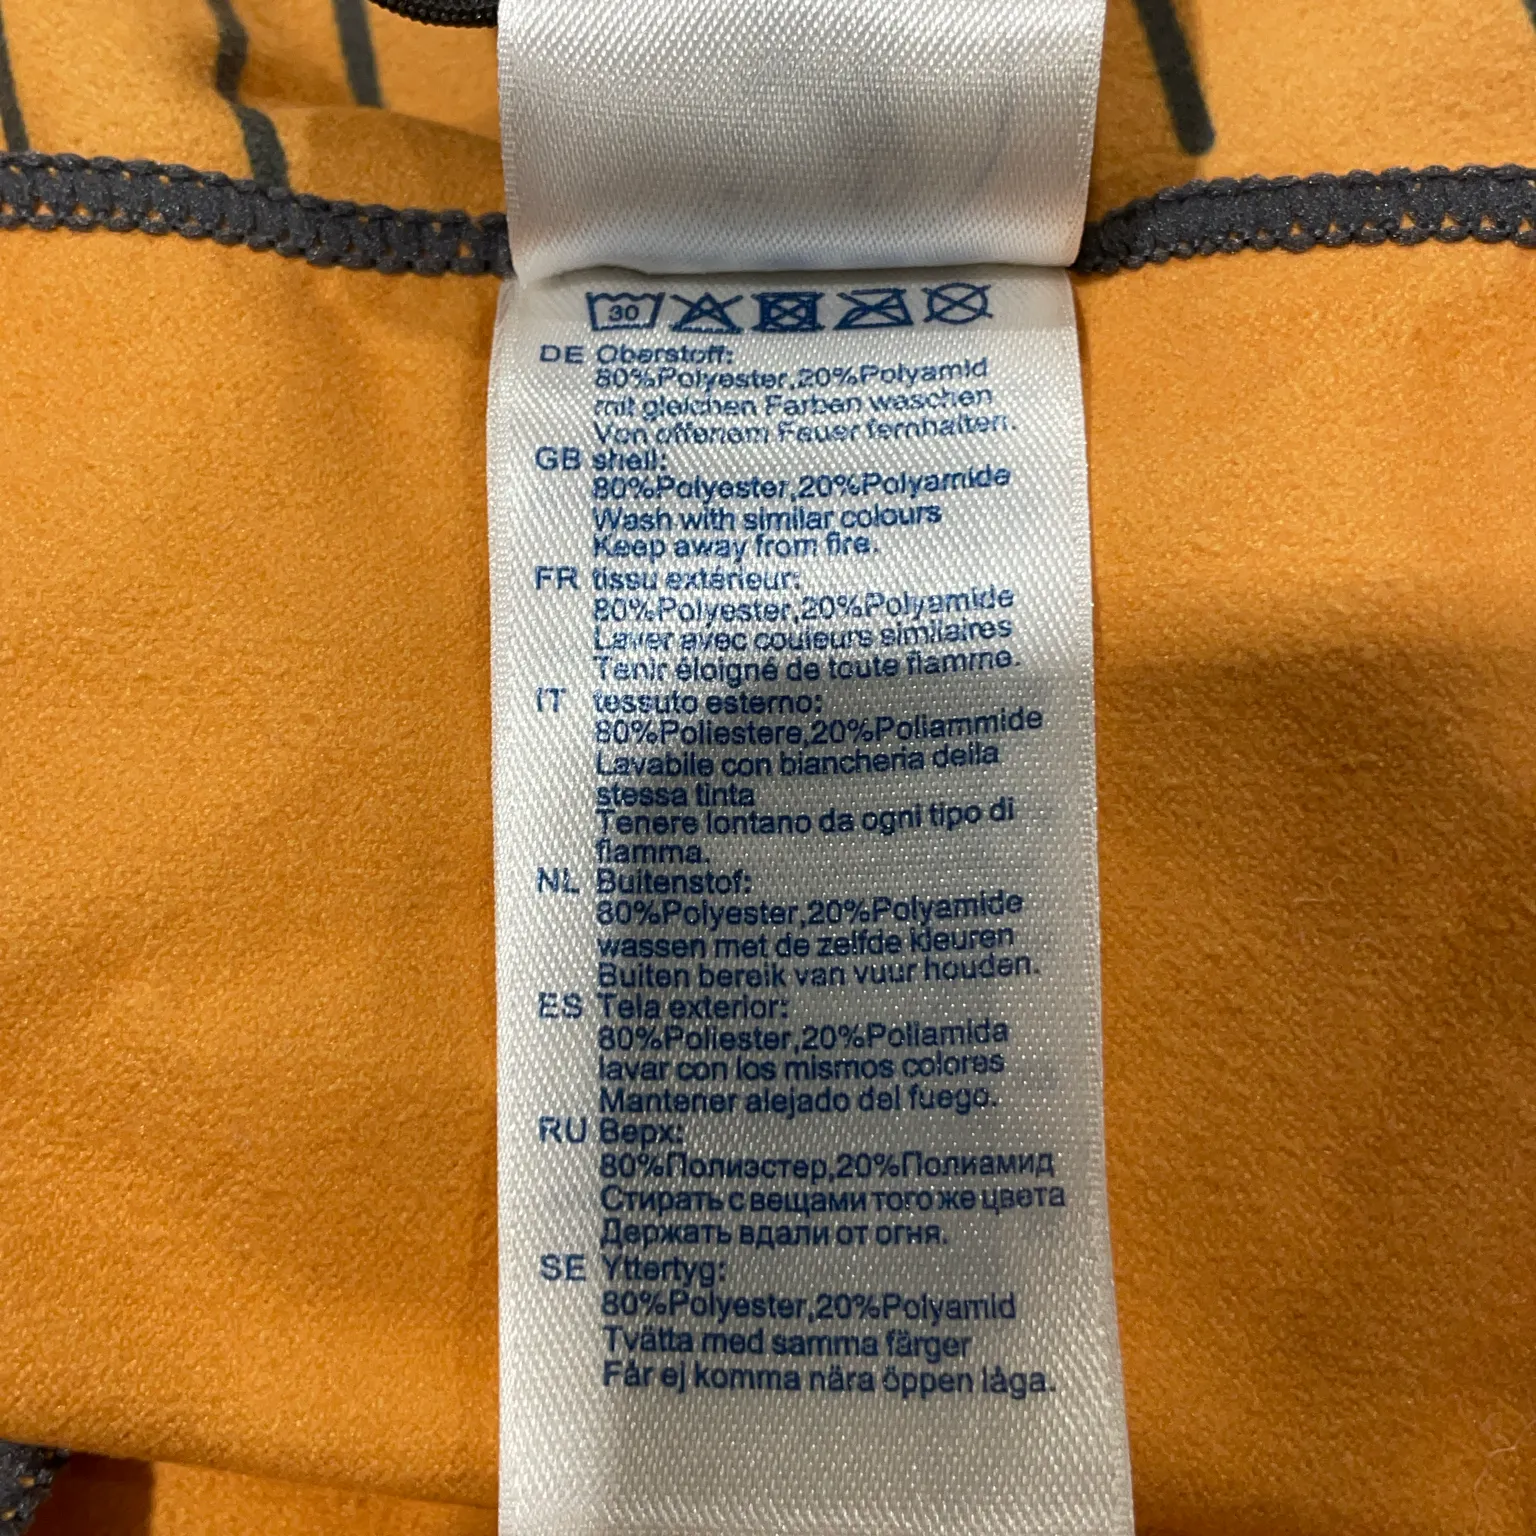 30
DE Oberstoff:
80%Polyester,20%Polyamid
mit gleichen Farben waschen
Von offenem Feuer fernhalten.
GB shell:
80%Polyester,20%Polyamide
Wash with similar colours
Keep away from fire.
FR tissu extérieur:
80%Polyester,20%Polyamide
Laver avec couleurs similaires
Tenir éloigné de toute flamme.
IT tessuto esterno:
80%Poliestere,20%Poliammide
Lavabile con biancheria della
stessa tinta
Tenere lontano da ogni tipo di
fiamma.
NL Buitenstof:
80%Polyester,20%Polyamide
wassen met de zelfde kleuren
Buiten bereik van vuur houden.
ES Tela exterior:
80%Poliester,20%Poliamida
lavar con los mismos colores
Mantener alejado del fuego.
RU Верх:
80%Полиэстер,20%Полиамид
Стирать с вещами того же цвета
Держать вдали от огня.
SE Yttertyg:
80%Polyester,20%Polyamid
Tvätta med samma färger
Får ej komma nära öppen låga.